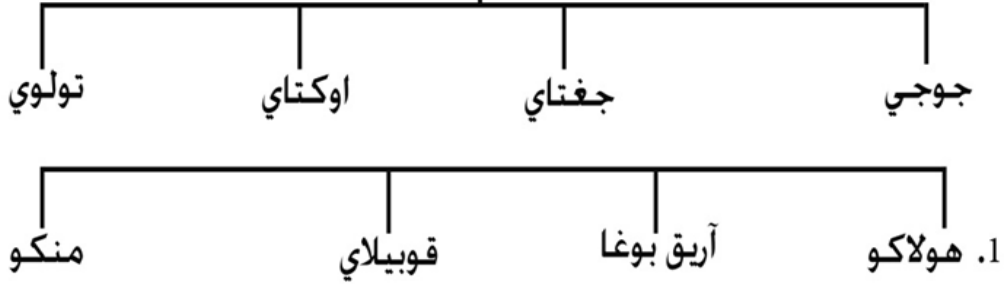 جوجي جغتاي اوكتاي تولوي
1. هولاكو آريق بوغا قوبيلاي منكو